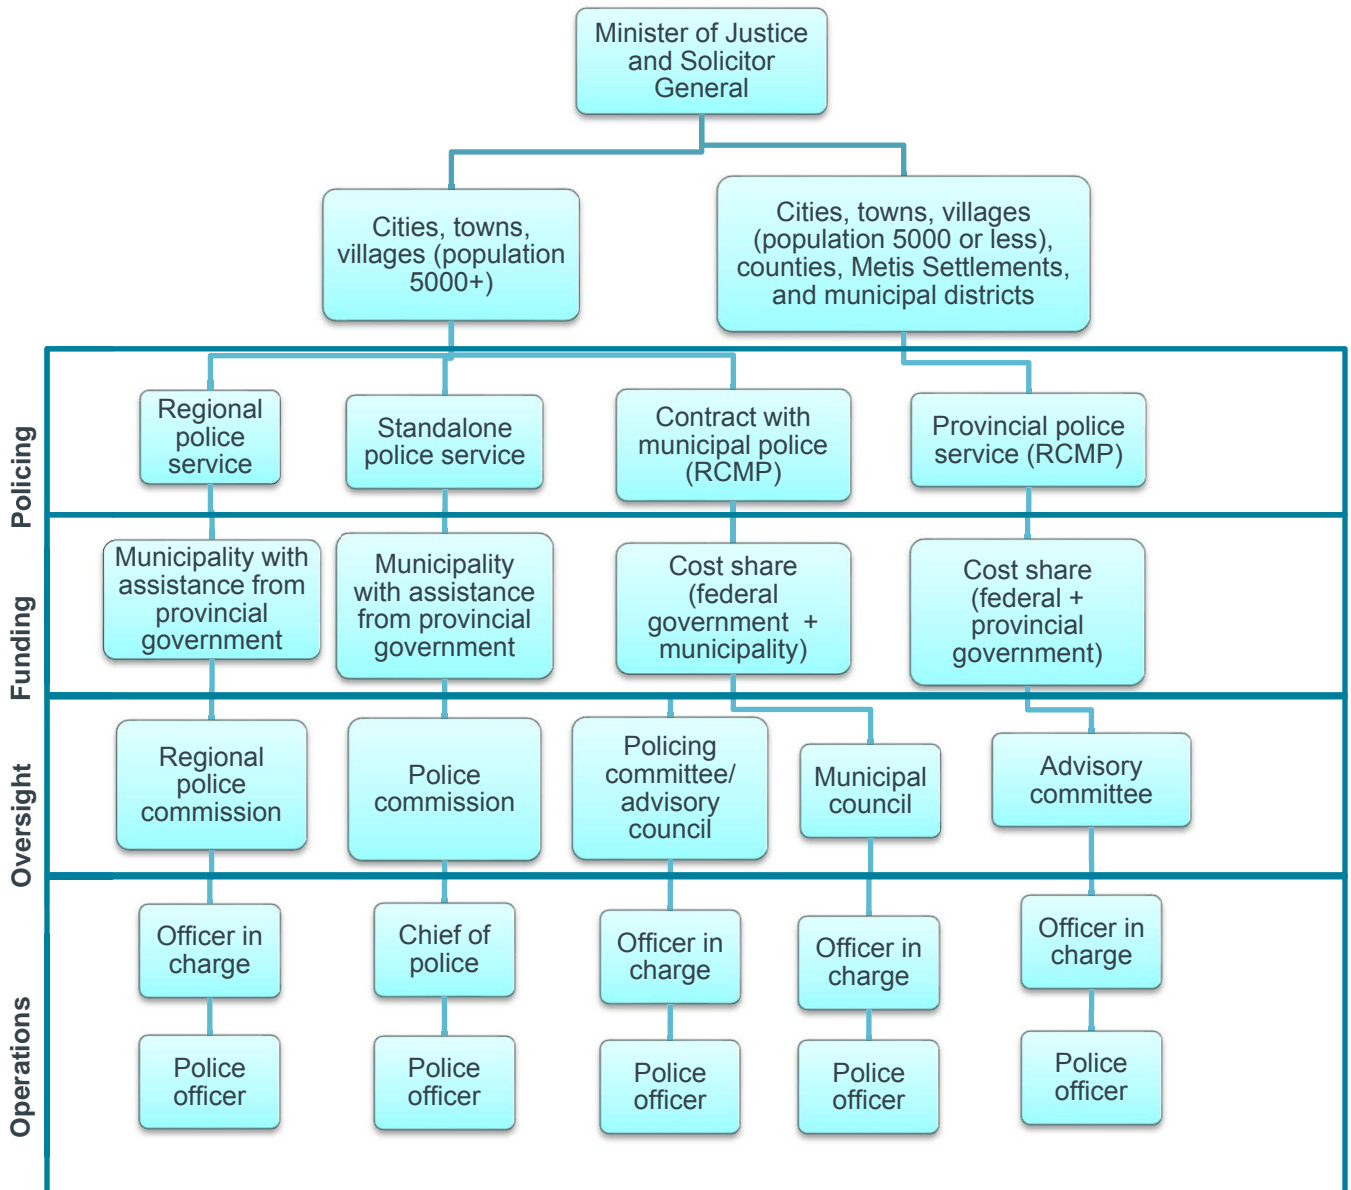 Minister of Justice
and Solicitor
General
Cities, towns,
villages (population
5000+)
Cities, towns, villages
(population 5000 or less),
counties, Metis Settlements,
and municipal districts
Policing
Regional
police
service
Standalone
police service
Contract with
municipal police
(RCMP)
Provincial police
service (RCMP)
Funding
Municipality with
assistance from
provincial
government
Municipality
with assistance
from provincial
government
Cost share
(federal
government +
municipality)
Cost share
(federal +
provincial
government)
Oversight
Regional
police
commission
Police
commission
Policing
committee/
advisory
council
Municipal
council
Advisory
committee
Operations
Officer in
charge
Chief of
police
Officer in
charge
Officer in
charge
Officer in
charge
Police
officer
Police
officer
Police
officer
Police
officer
Police
officer